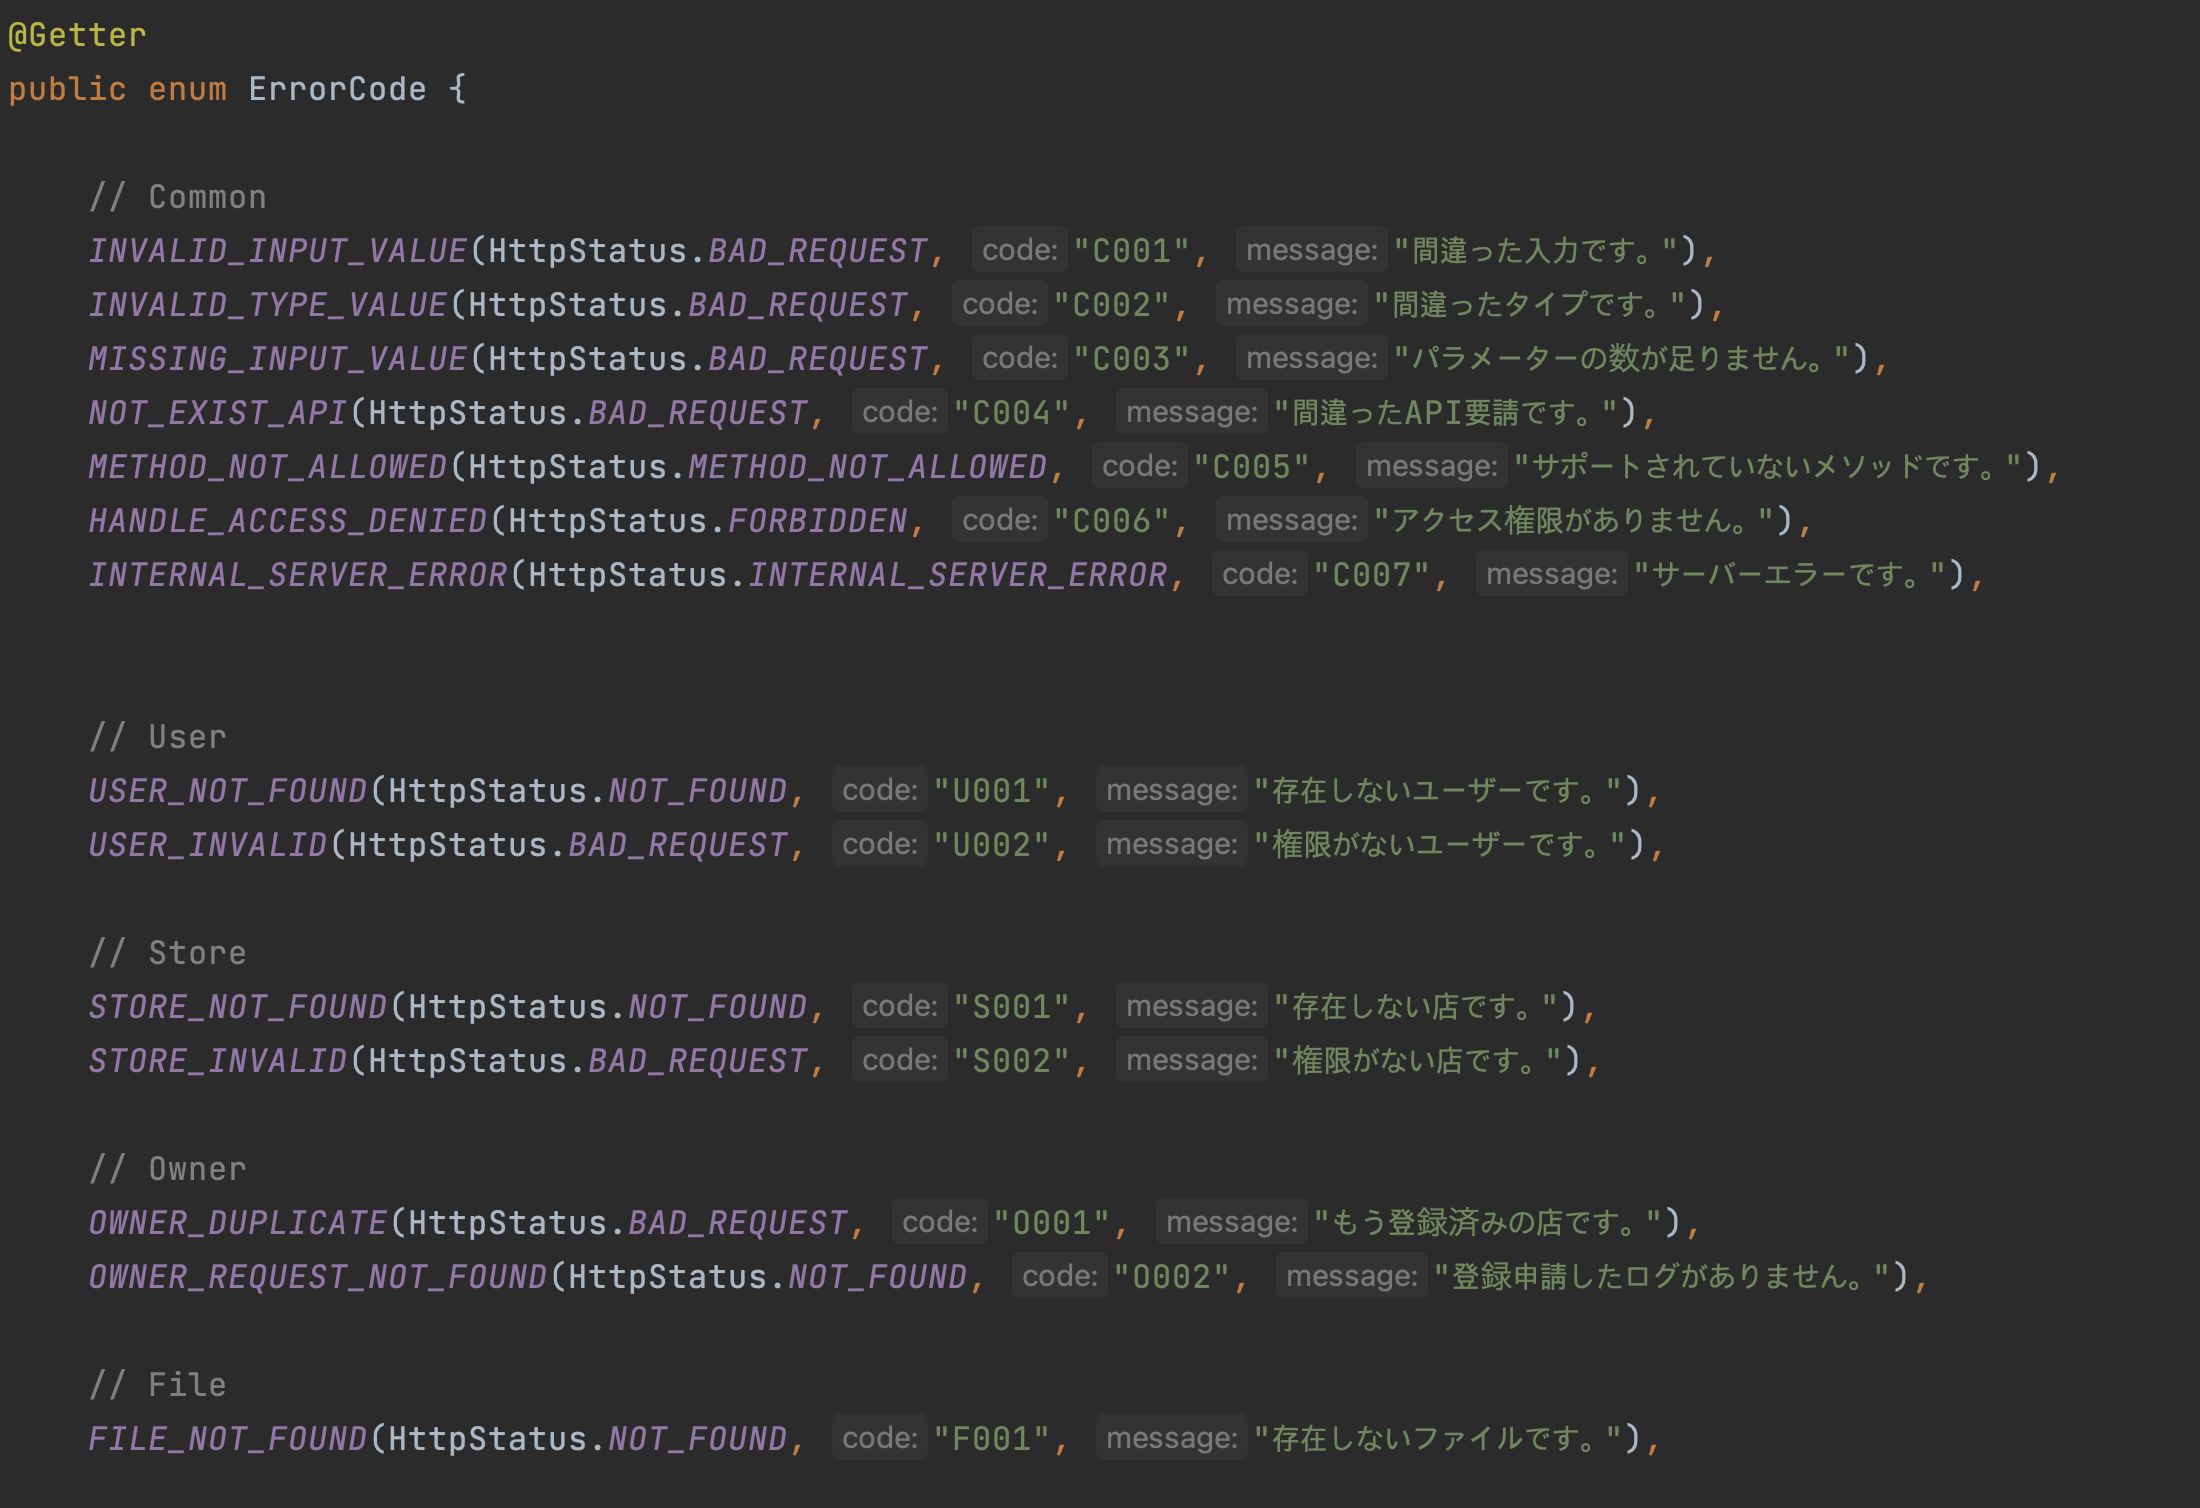 @Getter
public enum ErrorCode {
// Common
INVALID_INPUT_VALUE(HttpStatus.BAD_REQUEST, code: "C001", message: "間違った入力です。"),
INVALID_TYPE_VALUE(HttpStatus.BAD_REQUEST, code: "C002", message: "間違ったタイプです。"),
MISSING_INPUT_VALUE(HttpStatus.BAD_REQUEST, code: "C003", message: "パラメーターの数が足りません。"),
NOT_EXIST_API(HttpStatus.BAD_REQUEST, code: "C004", message: "間違ったAPI要請です。"),
METHOD_NOT_ALLOWED(HttpStatus.METHOD_NOT_ALLOWED, code: "C005", message: "サポートされていないメソッドです。"),
HANDLE_ACCESS_DENIED(HttpStatus.FORBIDDEN, code: "C006", message: "アクセス権限がありません。"),
INTERNAL_SERVER_ERROR(HttpStatus.INTERNAL_SERVER_ERROR, code: "C007", message: "サーバーエラーです。"),
// User
USER_NOT_FOUND(HttpStatus.NOT_FOUND, code: "U001", message: "存在しないユーザーです。"),
USER_INVALID(HttpStatus.BAD_REQUEST, code: "U002", message: "権限がないユーザーです。"),
// Store
STORE_NOT_FOUND(HttpStatus.NOT_FOUND, code: "S001", message: "存在しない店です。"),
STORE_INVALID(HttpStatus.BAD_REQUEST, code: "S002", message: "権限がない店です。"),
// Owner
OWNER_DUPLICATE(HttpStatus.BAD_REQUEST, code: "O001", message: "もう登録済みの店です。"),
OWNER_REQUEST_NOT_FOUND(HttpStatus.NOT_FOUND, code: "O002", message: "登録申請したログがありません。"),
// File
FILE_NOT_FOUND(HttpStatus.NOT_FOUND, code: "F001", message: "存在しないファイルです。"),